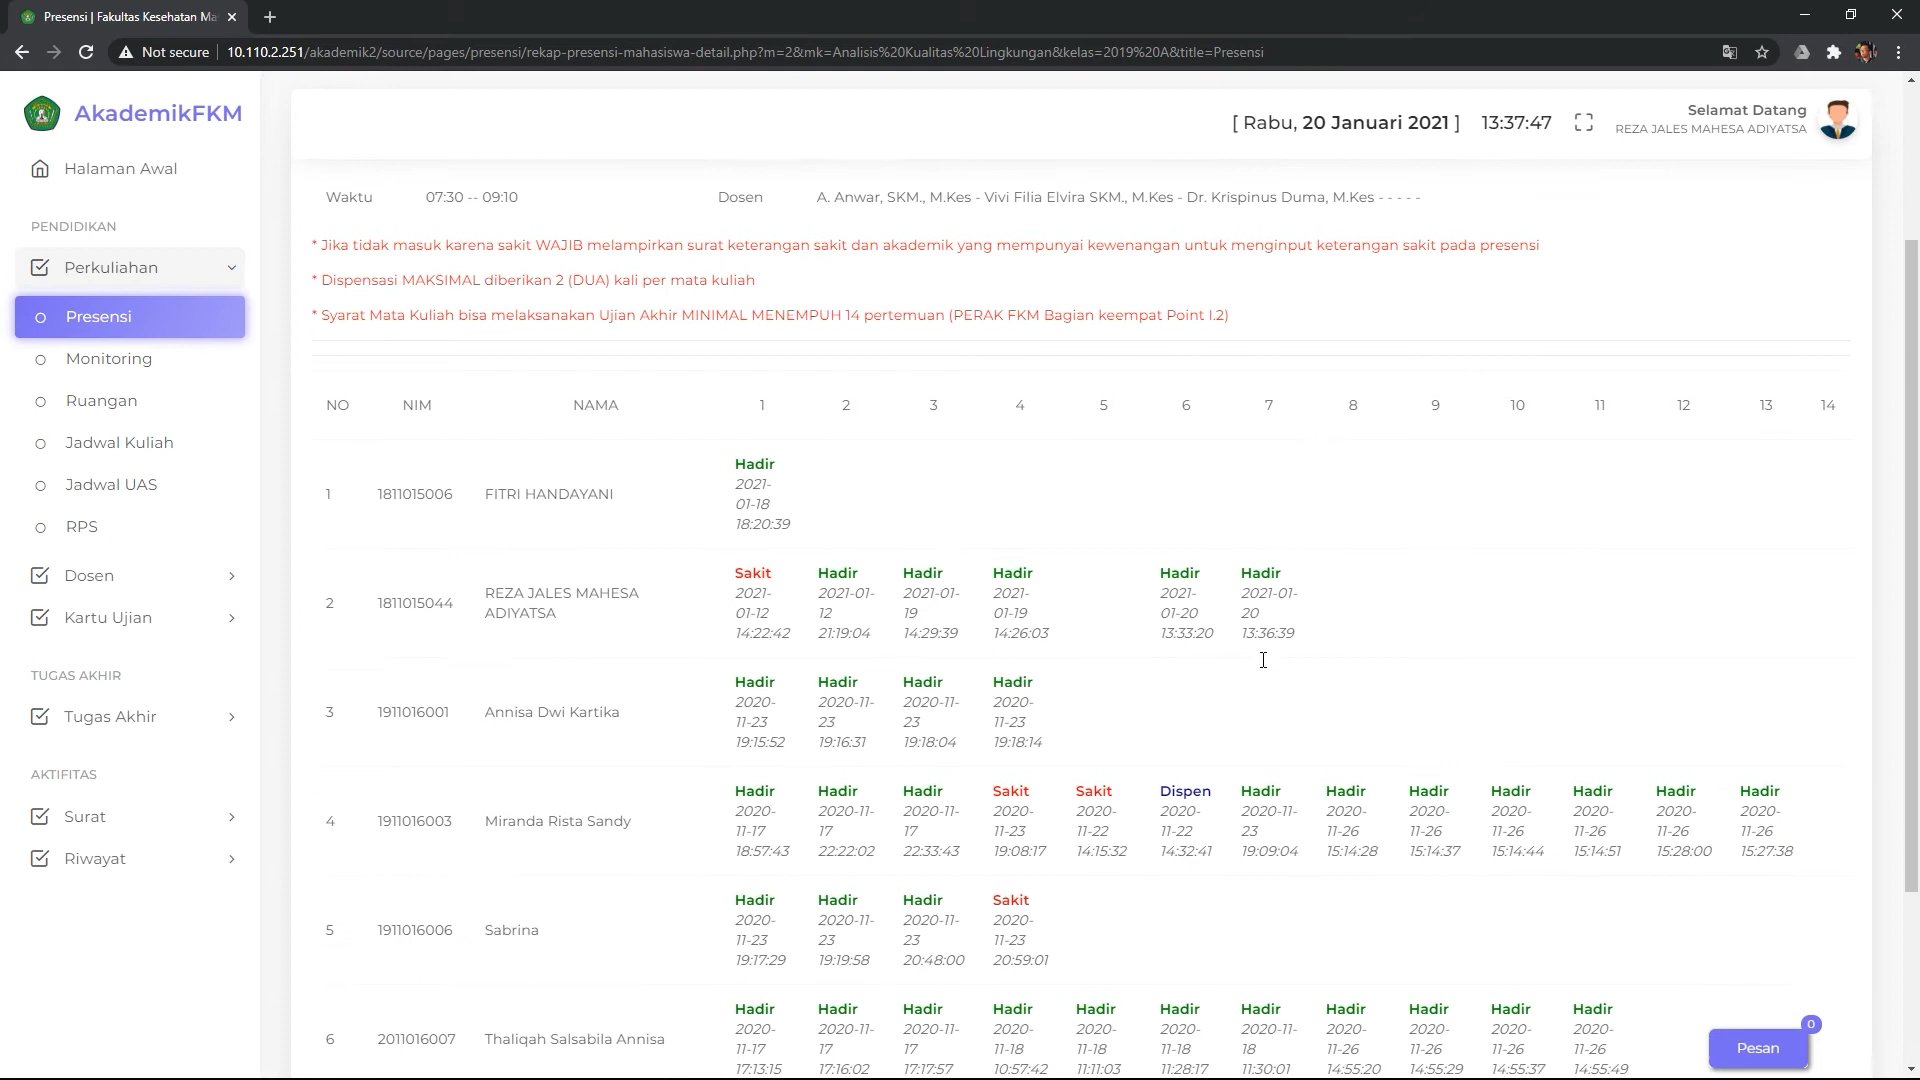 Presensi | Fakultas Kesehatan Ma
Not secure
10.110.2.251/akademik2/source/pages/presensi/rekap-presensi-mahasiswa-detail.php?m=2&mk=Analisis%20Kualitas%20Lingkungan&kelas=2019%20A&title=Presensi
AkademikFKM
Halaman Awal
PENDIDIKAN
Perkuliahan
Presensi
Monitoring
Ruangan
Jadwal Kuliah
Jadwal UAS
RPS
Dosen
Kartu Ujian
TUGAS AKHIR
Tugas Akhir
AKTIFITAS
Surat
Riwayat
[ Rabu, 20 Januari 2021 ] 13:37:47
Selamat Datang
REZA JALES MAHESA ADIYATSA
Waktu 07:30 -- 09:10 Dosen A. Anwar, SKM., M.Kes - Vivi Filia Elvira SKM., M.Kes - Dr. Krispinus Duma, M.Kes - - - - -
* Jika tidak masuk karena sakit WAJIB melampirkan surat keterangan sakit dan akademik yang mempunyai kewenangan untuk menginput keterangan sakit pada presensi
* Dispensasi MAKSIMAL diberikan 2 (DUA) kali per mata kuliah
* Syarat Mata Kuliah bisa melaksanakan Ujian Akhir MINIMAL MENEMPUH 14 pertemuan (PERAK FKM Bagian keempat Point I.2)
NO NIM NAMA 1 2 3 4 5 6 7 8 9 10 11 12 13 14
Hadir
2021-
1 1811015006 FITRI HANDAYANI
01-18
18:20:39
Sakit Hadir Hadir Hadir Hadir Hadir
2021- 2021-01- 2021-01- 2021- 2021- 2021-01-
2 1811015044 REZA JALES MAHESA
ADIYATSA
01-12 12 19 01-19 01-20 20
14:22:42 21:19:04 14:29:39 14:26:03 13:33:20 13:36:39
Hadir Hadir Hadir Hadir
2020- 2020-11- 2020-11- 2020-
3 1911016001 Annisa Dwi Kartika
11-23 23 23 11-23
19:15:52 19:16:31 19:18:04 19:18:14
Hadir Hadir Hadir Sakit Sakit Dispen Hadir Hadir Hadir Hadir Hadir Hadir Hadir
2020- 2020-11- 2020-11- 2020- 2020- 2020- 2020-11- 2020- 2020- 2020- 2020- 2020- 2020-
4 1911016003 Miranda Rista Sandy
11-17 17 17 11-23 11-22 11-22 23 11-26 11-26 11-26 11-26 11-26 11-26
18:57:43 22:22:02 22:33:43 19:08:17 14:15:32 14:32:41 19:09:04 15:14:28 15:14:37 15:14:44 15:14:51 15:28:00 15:27:38
Hadir Hadir Hadir Sakit
2020- 2020-11- 2020-11- 2020-
5 1911016006 Sabrina
11-23 23 23 11-23
19:17:29 19:19:58 20:48:00 20:59:01
Hadir Hadir Hadir Hadir Hadir Hadir Hadir Hadir Hadir Hadir Hadir
2020- 2020-11- 2020-11- 2020- 2020- 2020- 2020-11- 2020- 2020- 2020- 2020-
6 2011016007 Thaliqah Salsabila Annisa
11-17 17 17 11-18 11-18 11-18 18 11-26 11-26 11-26 11-26
17:13:15 17:16:02 17:17:57 10:57:42 11:11:03 11:28:17 11:30:01 14:55:20 14:55:29 14:55:37 14:55:49
0
Pesan